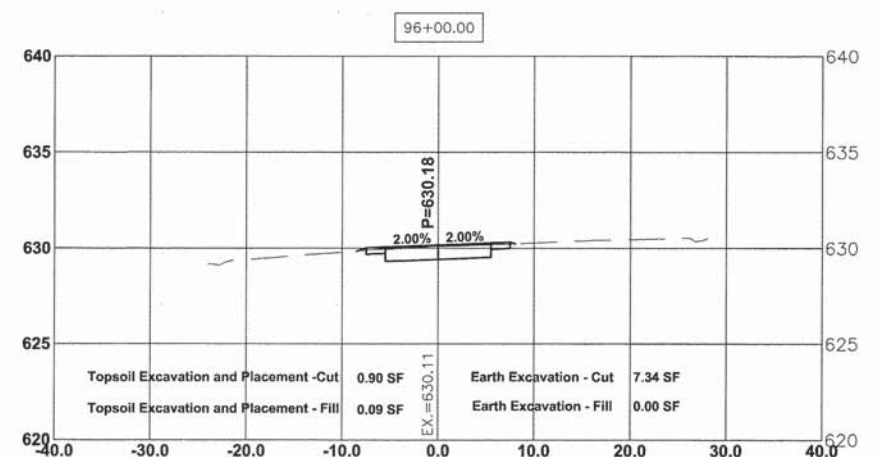 96+00.00
640 640
635 635
P=630.18
2.00% 2.00%
630 630
625 625
EX.=630.11
Topsoil Excavation and Placement -Cut 0.90 SF Earth Excavation - Cut 7.34 SF
Topsoil Excavation and Placement - Fill 0.09 SF Earth Excavation - Fill 0.00 SF
620 620
-40.0 -30.0 -20.0 -10.0 0.0 10.0 20.0 30.0 40.0